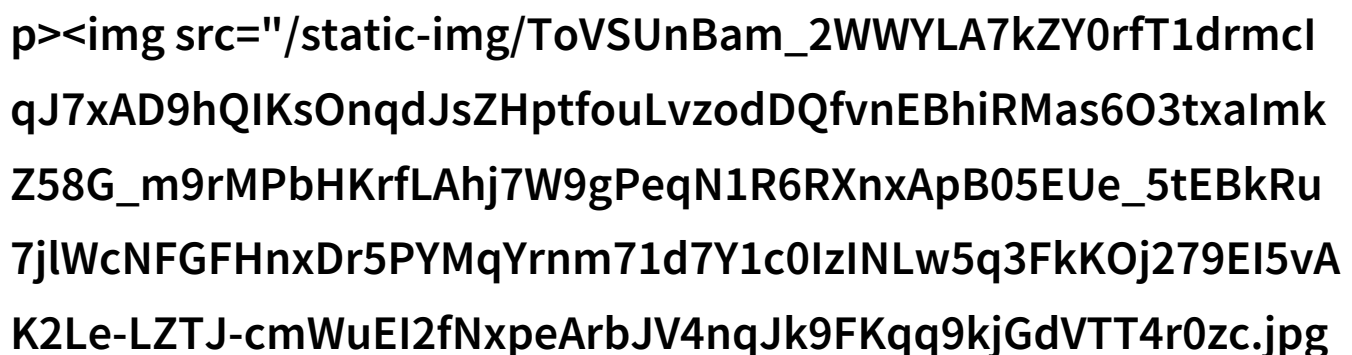 p><img src="/static-img/ToVSUnBam_2WWYLA7kZY0rfT1drmcI
qJ7xAD9hQIKsOnqdJsZHptfouLvzodDQfvnEBhiRMas6O3txaImk
Z58G_m9rMPbHKrfLAhj7W9gPeqN1R6RXnxApB05EUe_5tEBkRu
7jlWcNFGFHnxDr5PYMqYrnm71d7Y1c0IzINLw5q3FkKOj279EI5vA
K2Le-LZTJ-cmWuEI2fNxpeArbJV4nqJk9FKqq9kjGdVTT4r0zc.jpg